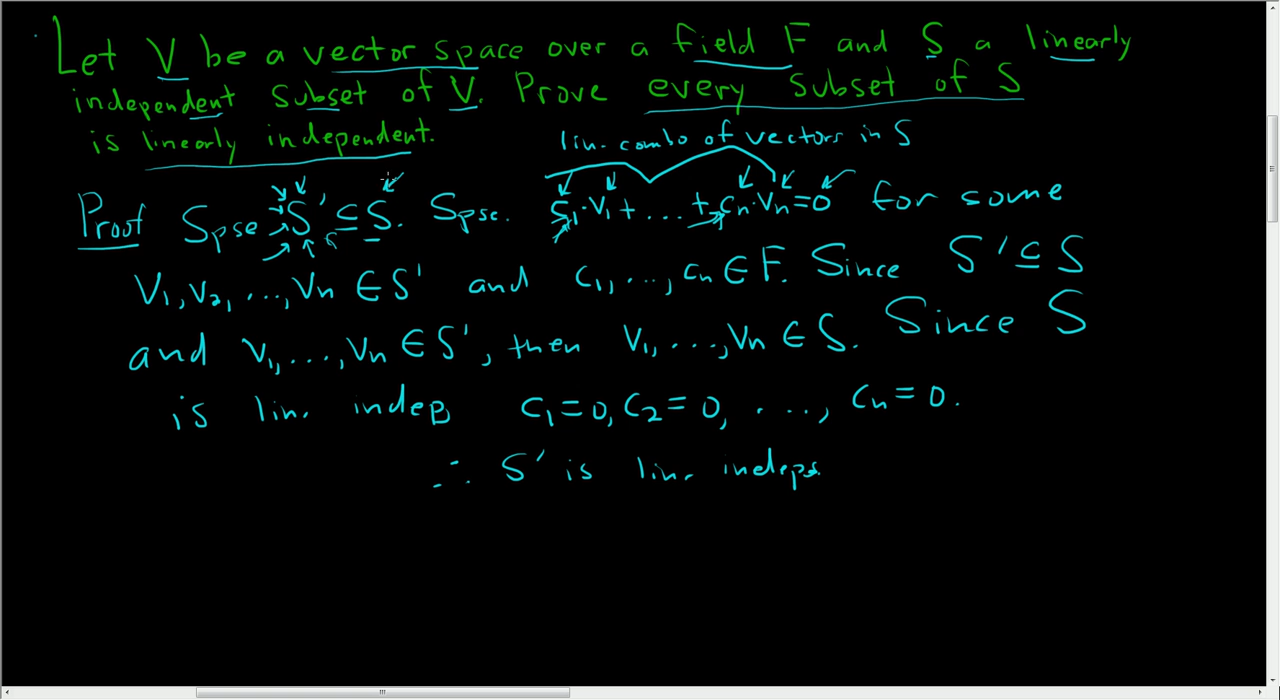 Let V be a vector space over a field F and S a linearly
independent subset of V. Prove every subset of S
is linearly independent.
lin. combo of vectors in S
Proof Spse S' ⊆ S. Spse. c₁·v₁+...+cn·vn=0 for some
v₁,v₂,...,vn ∈ S' and c₁,...,cn ∈ F. Since S' ⊆ S
and v₁,...,vn ∈ S', then v₁,...,vn ∈ S. Since S
is lin. indep, c₁=0, c₂=0, ..., cn=0.
∴ S' is lin. indep.